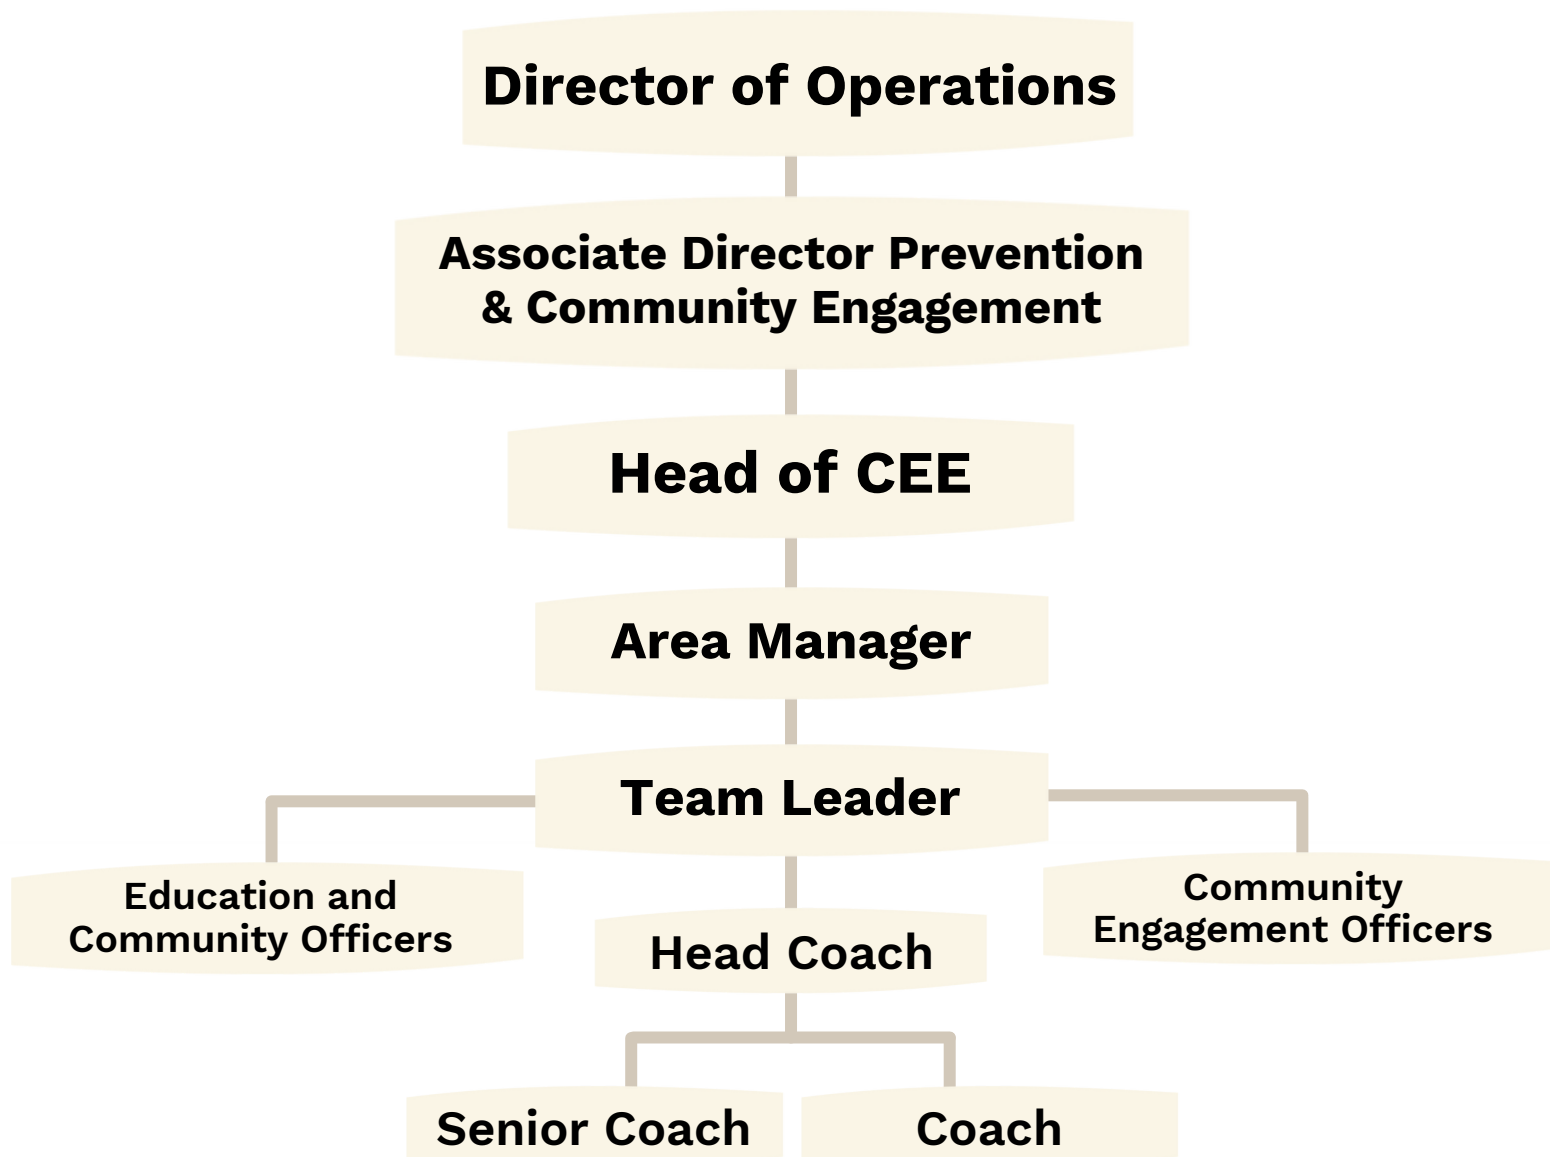 Director of Operations
Associate Director Prevention
& Community Engagement
Head of CEE
Area Manager
Team Leader
Education and
Community Officers
Head Coach
Community
Engagement Officers
Senior Coach
Coach